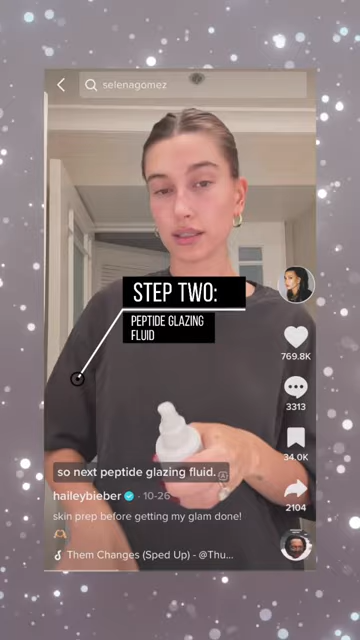 selenagomez
STEP TWO:
PEPTIDE GLAZING
FLUID
769.8K
3313
34.0K
so next peptide glazing fluid.
haileybieber · 10-26
2104
skin prep before getting my glam done!
🫶
Them Changes (Sped Up) - @Thu...